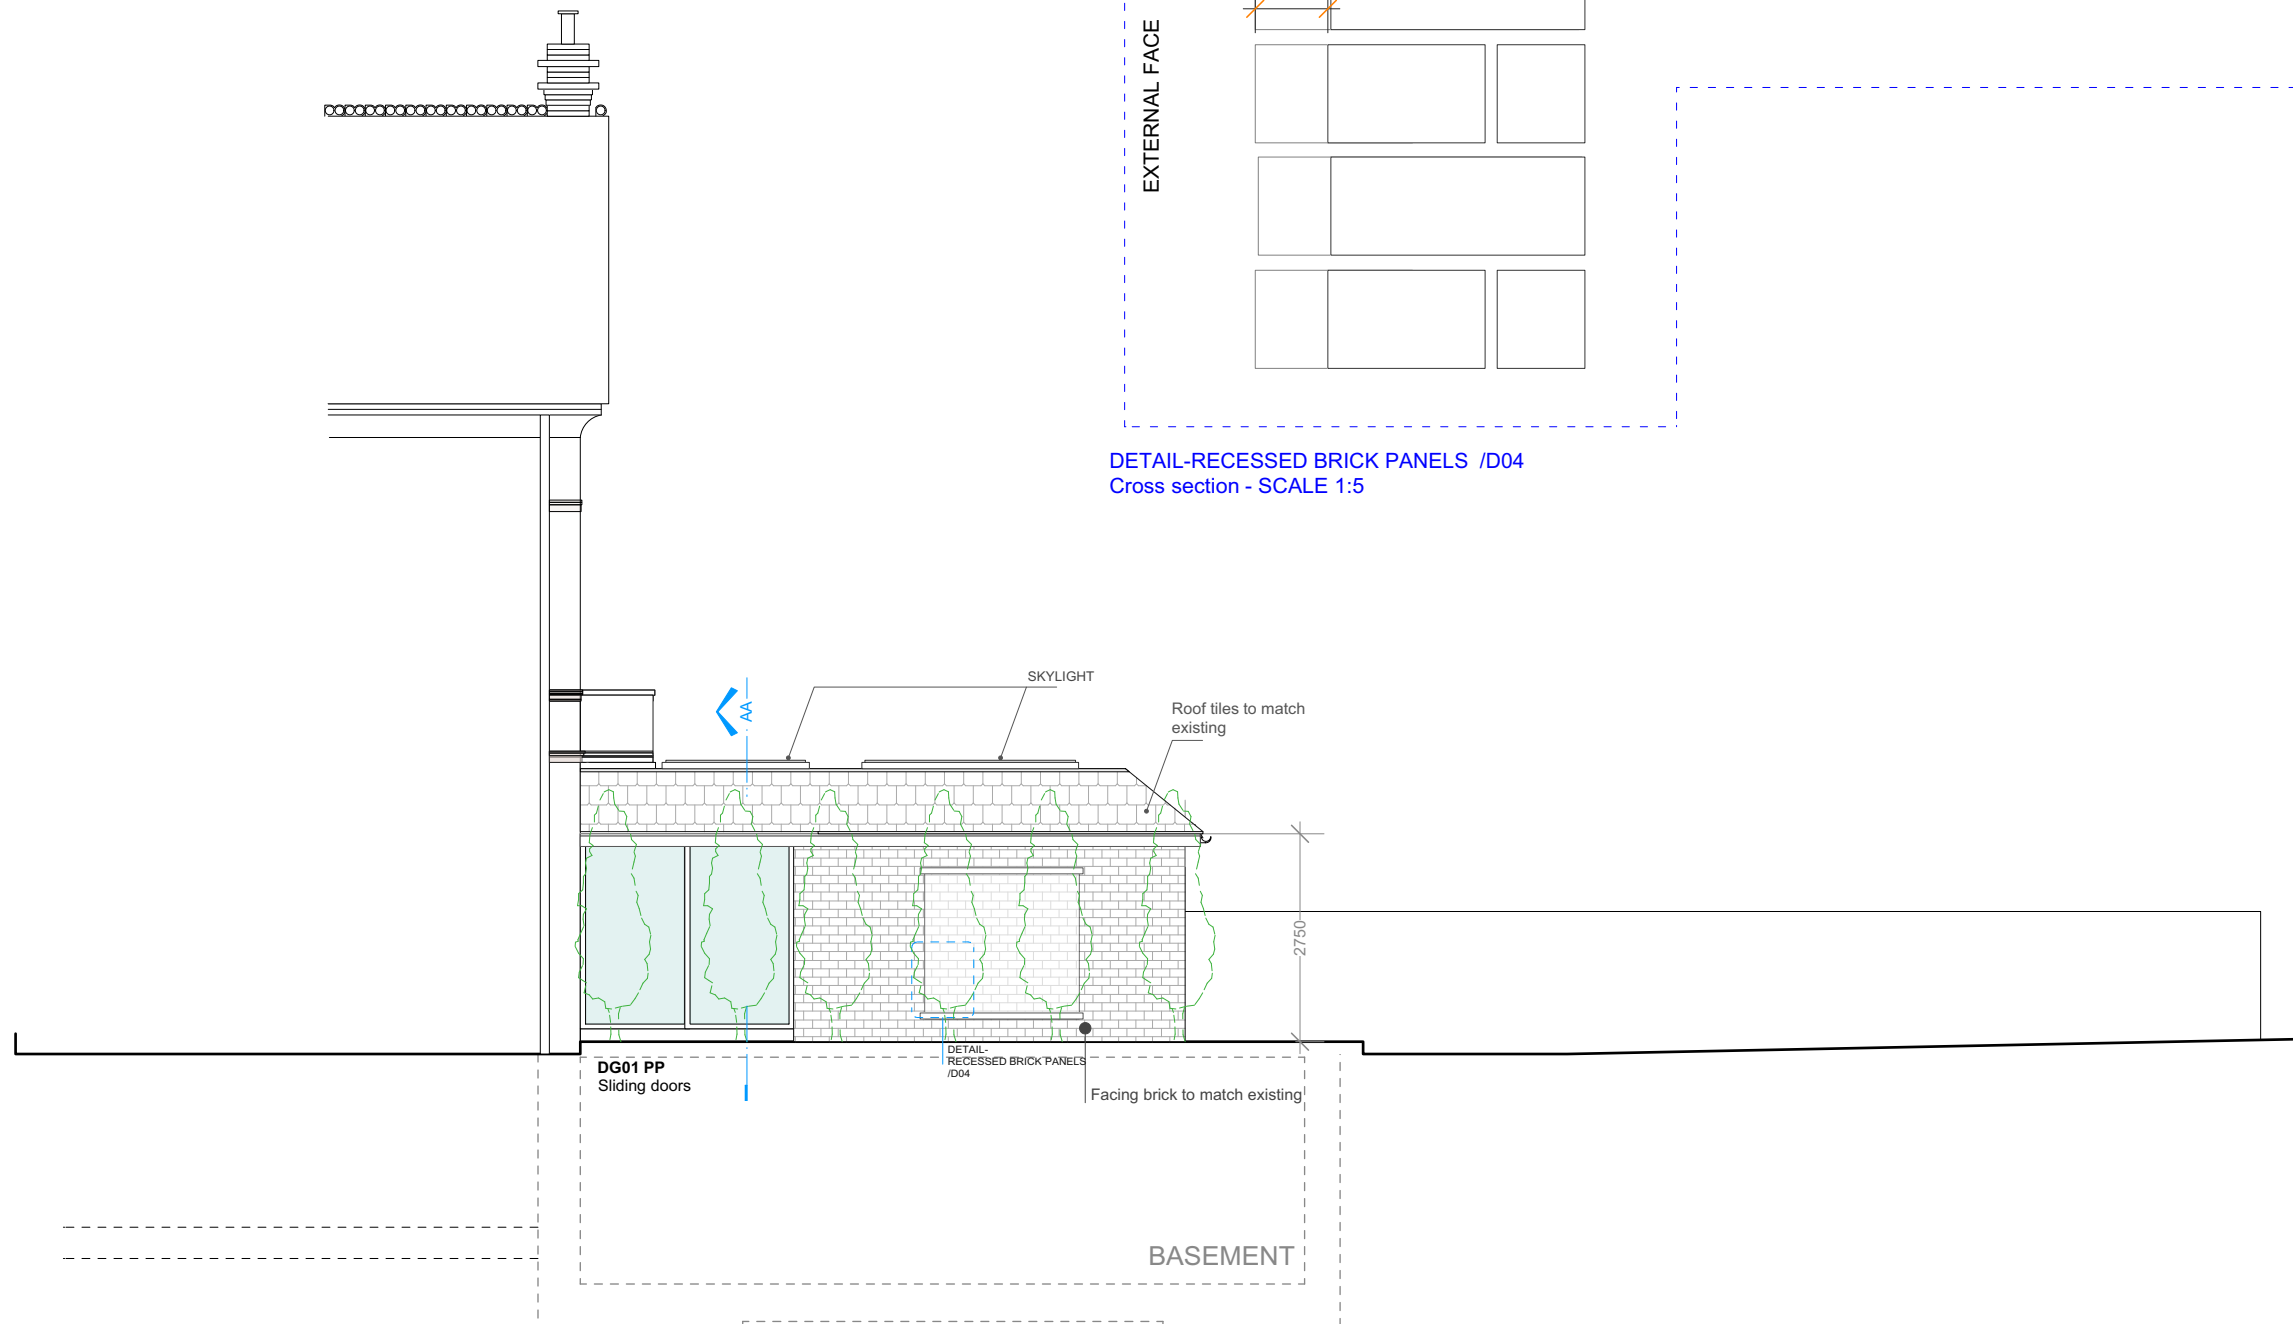 EXTERNAL FACE
DETAIL-RECESSED BRICK PANELS /D04
Cross section - SCALE 1:5
SKYLIGHT
AA
Roof tiles to match
existing
2750
DG01 PP
Sliding doors
DETAIL-
RECESSED BRICK PANELS
/D04
Facing brick to match existing
BASEMENT